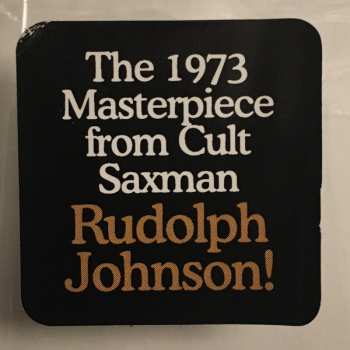 The 1973
Masterpiece
from Cult
Saxman
Rudolph
Johnson!